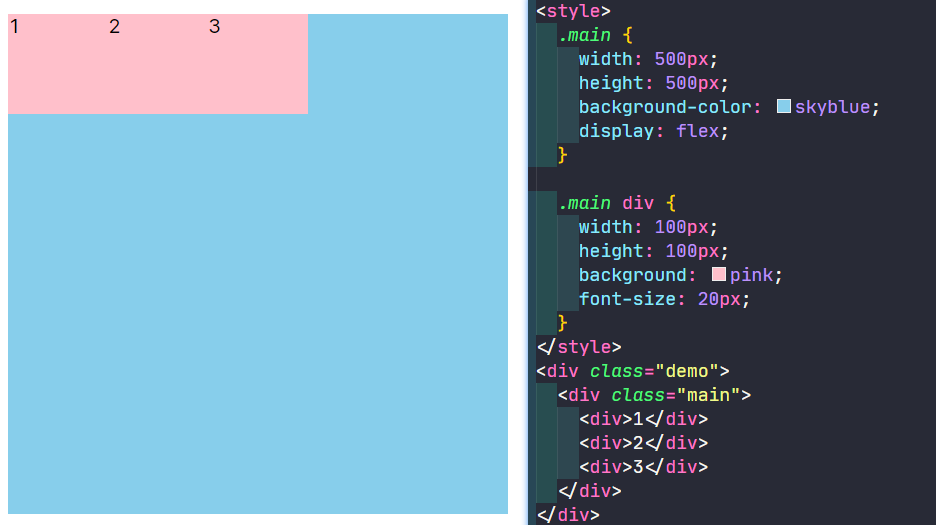 1 2 3
<style>
.main {
width: 500px;
height: 500px;
background-color: skyblue;
display: flex;
}
.main div {
width: 100px;
height: 100px;
background: pink;
font-size: 20px;
}
</style>
<div class="demo">
<div class="main">
<div>1</div>
<div>2</div>
<div>3</div>
</div>
</div>